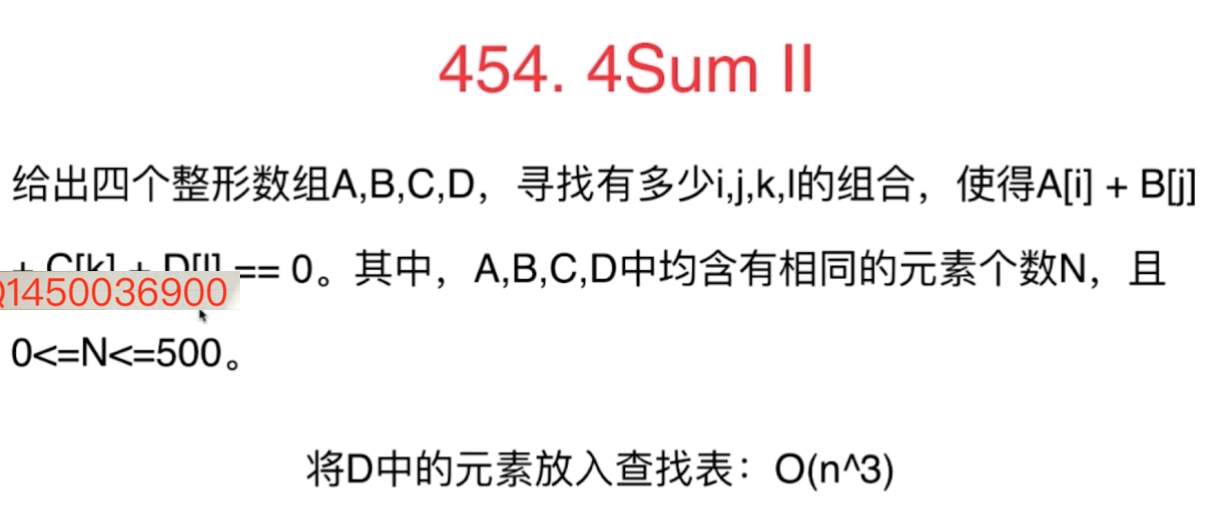 454. 4Sum II
给出四个整形数组A,B,C,D，寻找有多少i,j,k,l的组合，使得A[i] + B[j]
+ C[k] + D[l] == 0。其中，A,B,C,D中均含有相同的元素个数N，且
1450036900
0<=N<=500。
将D中的元素放入查找表：O(n^3)